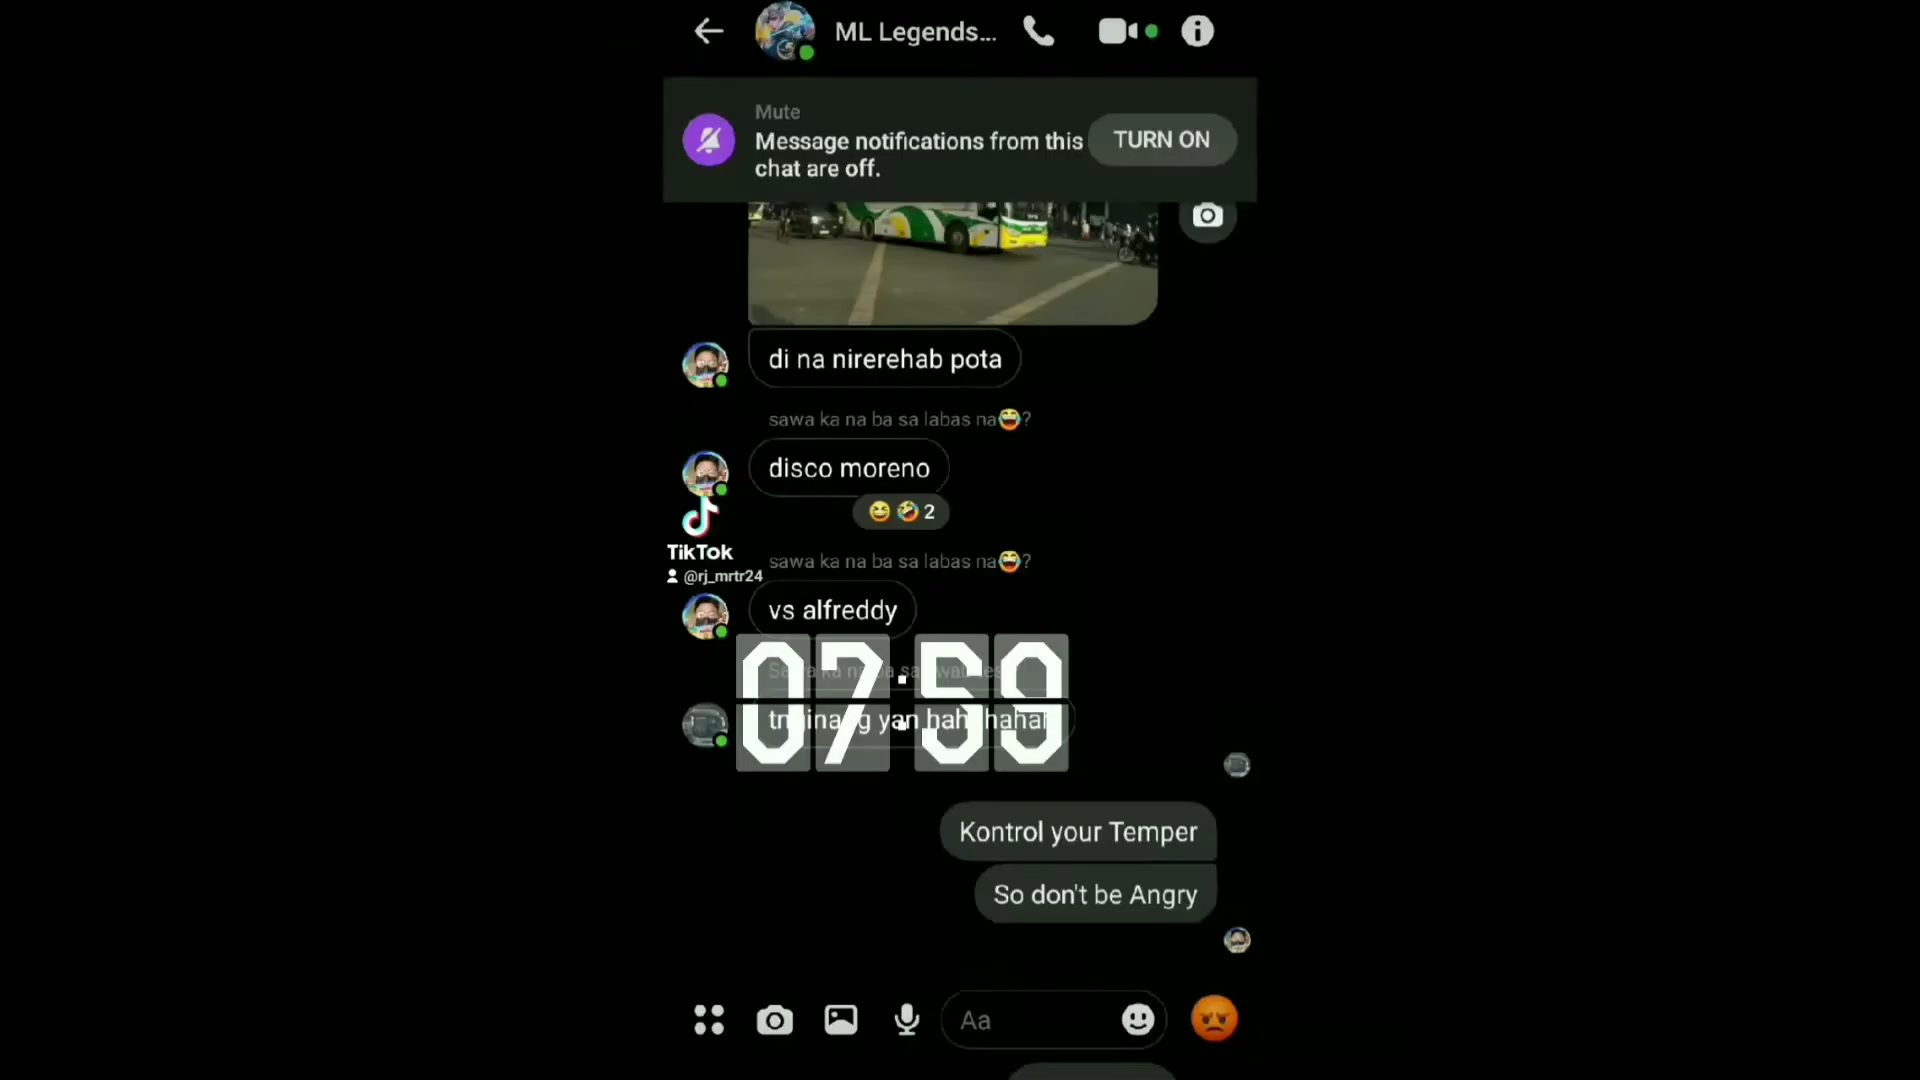 ML Legends...
Mute
Message notifications from this
chat are off.
TURN ON
di na nirerehab pota
sawa ka na ba sa labas na😂?
disco moreno
😆 🤣 2
TikTok
@rj_mrtr24
sawa ka na ba sa labas na😂?
vs alfreddy
07:59
yan
Kontrol your Temper
So don't be Angry
Aa